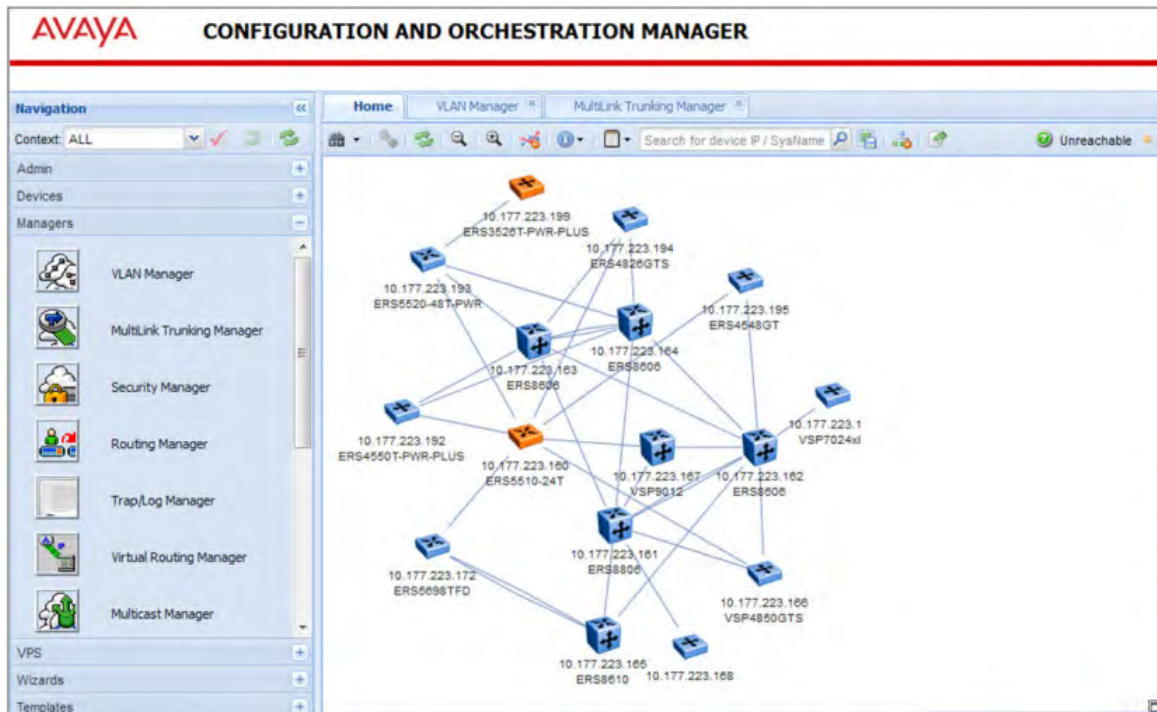 AVAYA
CONFIGURATION AND ORCHESTRATION MANAGER
Navigation
Context: ALL
Admin
Devices
Managers
VLAN Manager
MultiLink Trunking Manager
Security Manager
Routing Manager
Trap/Log Manager
Virtual Routing Manager
Multicast Manager
VPS
Wizards
Templates
Home
VLAN Manager
MultiLink Trunking Manager
Search for device IP / SysName
Unreachable
10.177.223.199
ERS3526T-PWR-PLUS
10.177.223.194
ERS4826GTS
10.177.223.193
ERS5520-48T-PWR
10.177.223.195
ERS4548GT
10.177.223.164
ERS8606
10.177.223.163
ERS8606
10.177.223.1
VSP7024xl
10.177.223.192
ERS4550T-PWR-PLUS
10.177.223.160
ERS5510-24T
10.177.223.167
VSP9012
10.177.223.162
ERS8606
10.177.223.161
ERS8806
10.177.223.172
ERS5698TFD
10.177.223.166
VSP4850GTS
10.177.223.165
ERS8610
10.177.223.168